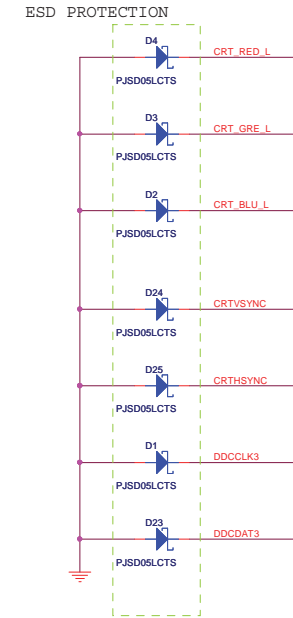 ESD PROTECTION
D4
CRT_RED_L
PJSD05LCTS
D3
CRT_GRE_L
PJSD05LCTS
D2
CRT_BLU_L
PJSD05LCTS
D24
CRTVSYNC
PJSD05LCTS
D25
CRTHSYNC
PJSD05LCTS
D1
DDCCLK3
PJSD05LCTS
D23
DDCDAT3
PJSD05LCTS